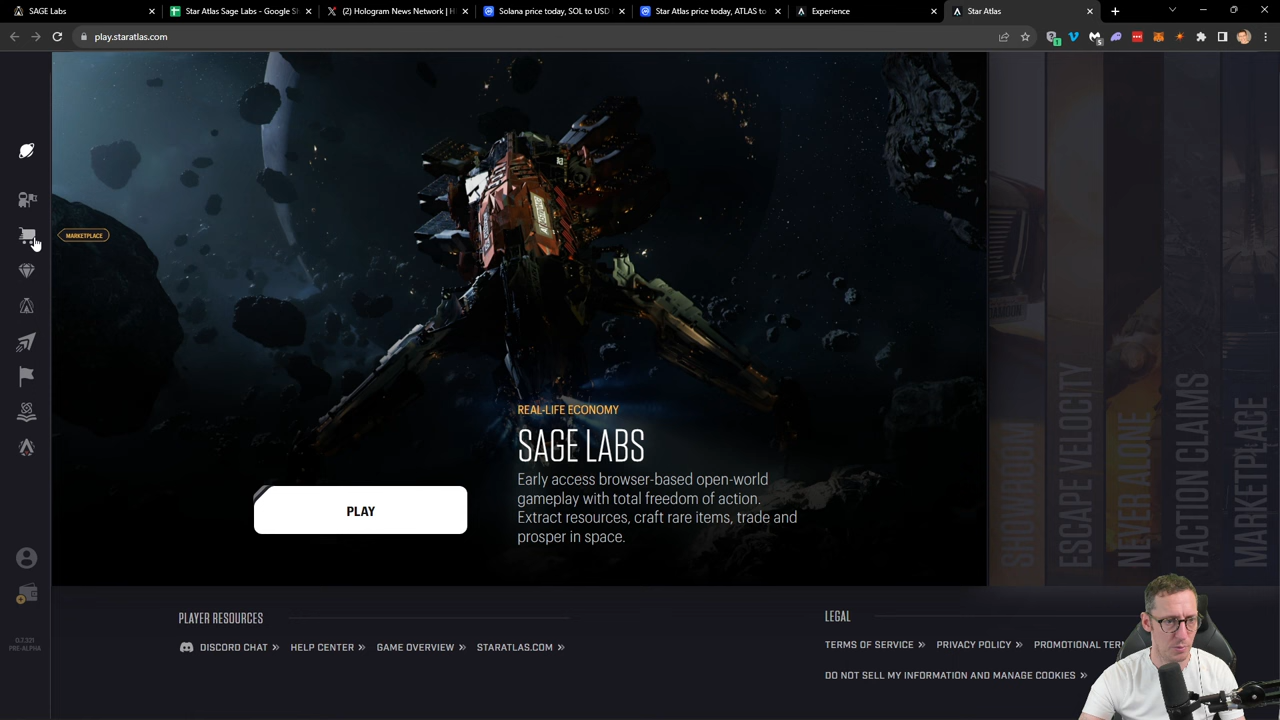 SAGE Labs
Star Atlas Sage Labs - Google Sh
(2) Hologram News Network | H
Solana price today, SOL to USD
Star Atlas price today, ATLAS to
Experience
Star Atlas
play.staratlas.com
MARKETPLACE
REAL-LIFE ECONOMY
SAGE LABS
Early access browser-based open-world
gameplay with total freedom of action.
Extract resources, craft rare items, trade and
prosper in space.
PLAY
SHOWROOM
ESCAPE VELOCITY
NEVER ALONE
FACTION CLAIMS
MARKETPLACE
PLAYER RESOURCES
DISCORD CHAT »
HELP CENTER »
GAME OVERVIEW »
STARATLAS.COM »
LEGAL
TERMS OF SERVICE »
PRIVACY POLICY »
PROMOTIONAL TERM
DO NOT SELL MY INFORMATION AND MANAGE COOKIES »
0.7.321
PRE-ALPHA